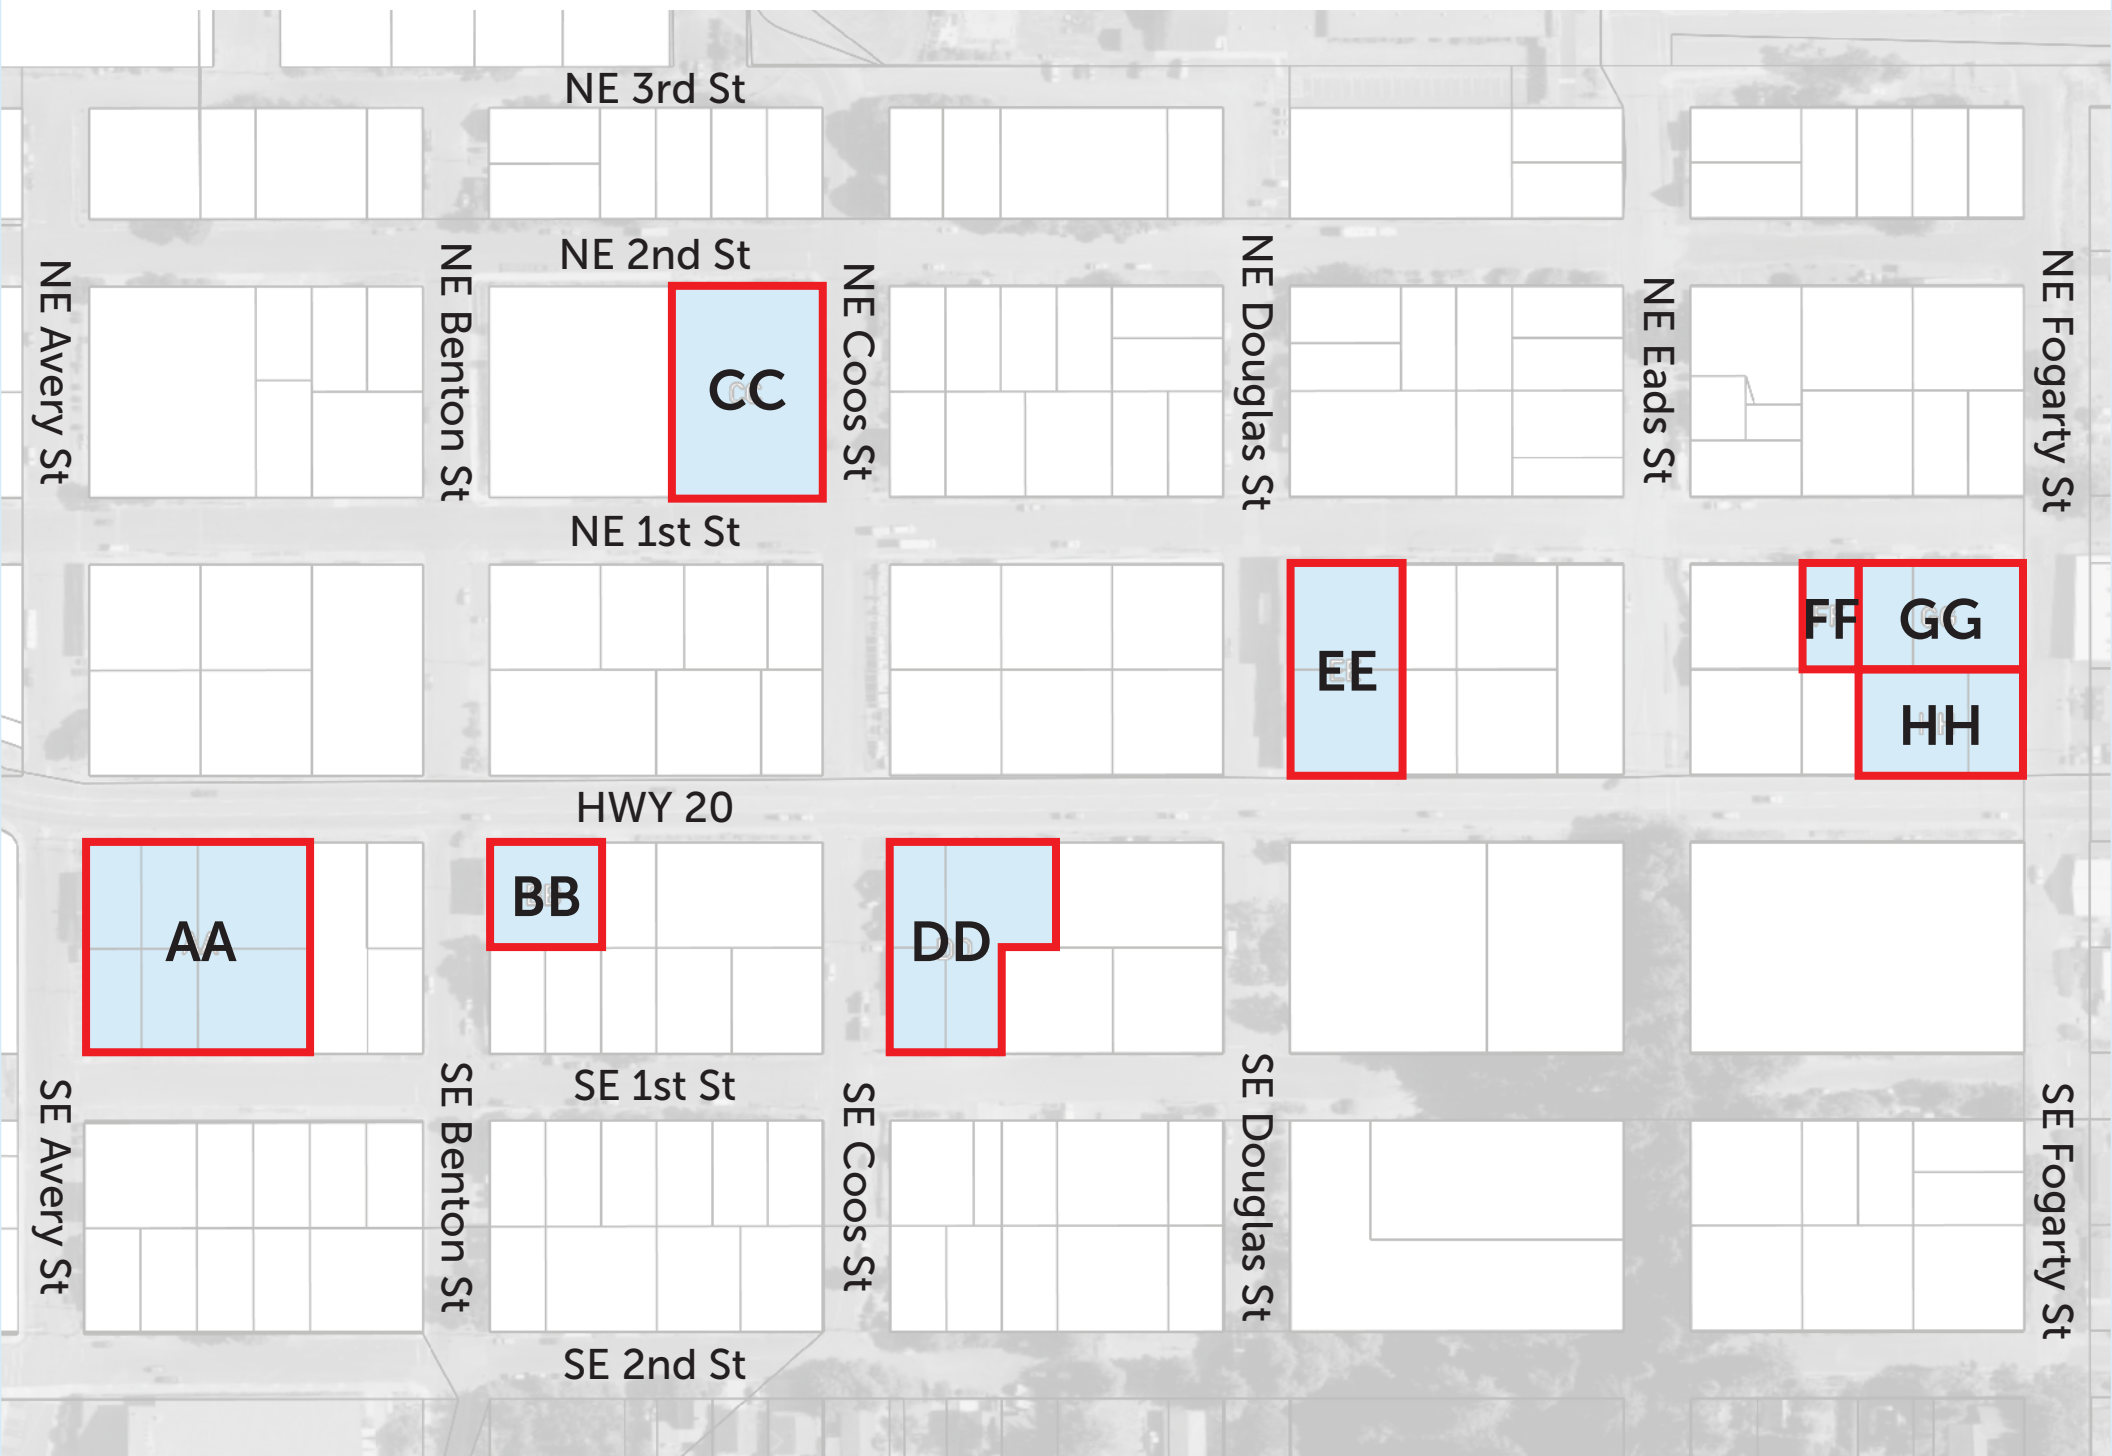 NE 3rd St
NE 2nd St
NE Avery St
NE Benton St
NE Coos St
NE Douglas St
NE Eads St
NE Fogarty St
CC
NE 1st St
EE
FF
GG
HH
HWY 20
AA
BB
DD
SE 1st St
SE Avery St
SE Benton St
SE Coos St
SE Douglas St
SE Fogarty St
SE 2nd St